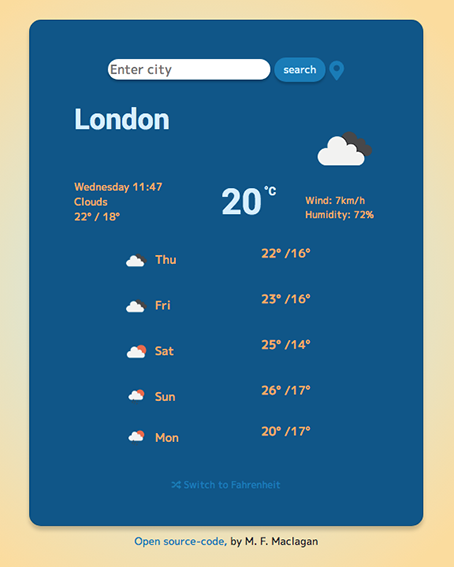 Enter city
search
London
Wednesday 11:47
Clouds
22° / 18°
20 °C
Wind: 7km/h
Humidity: 72%
Thu 22° /16°
Fri 23° /16°
Sat 25° /14°
Sun 26° /17°
Mon 20° /17°
Switch to Fahrenheit
Open source-code, by M. F. Maclagan